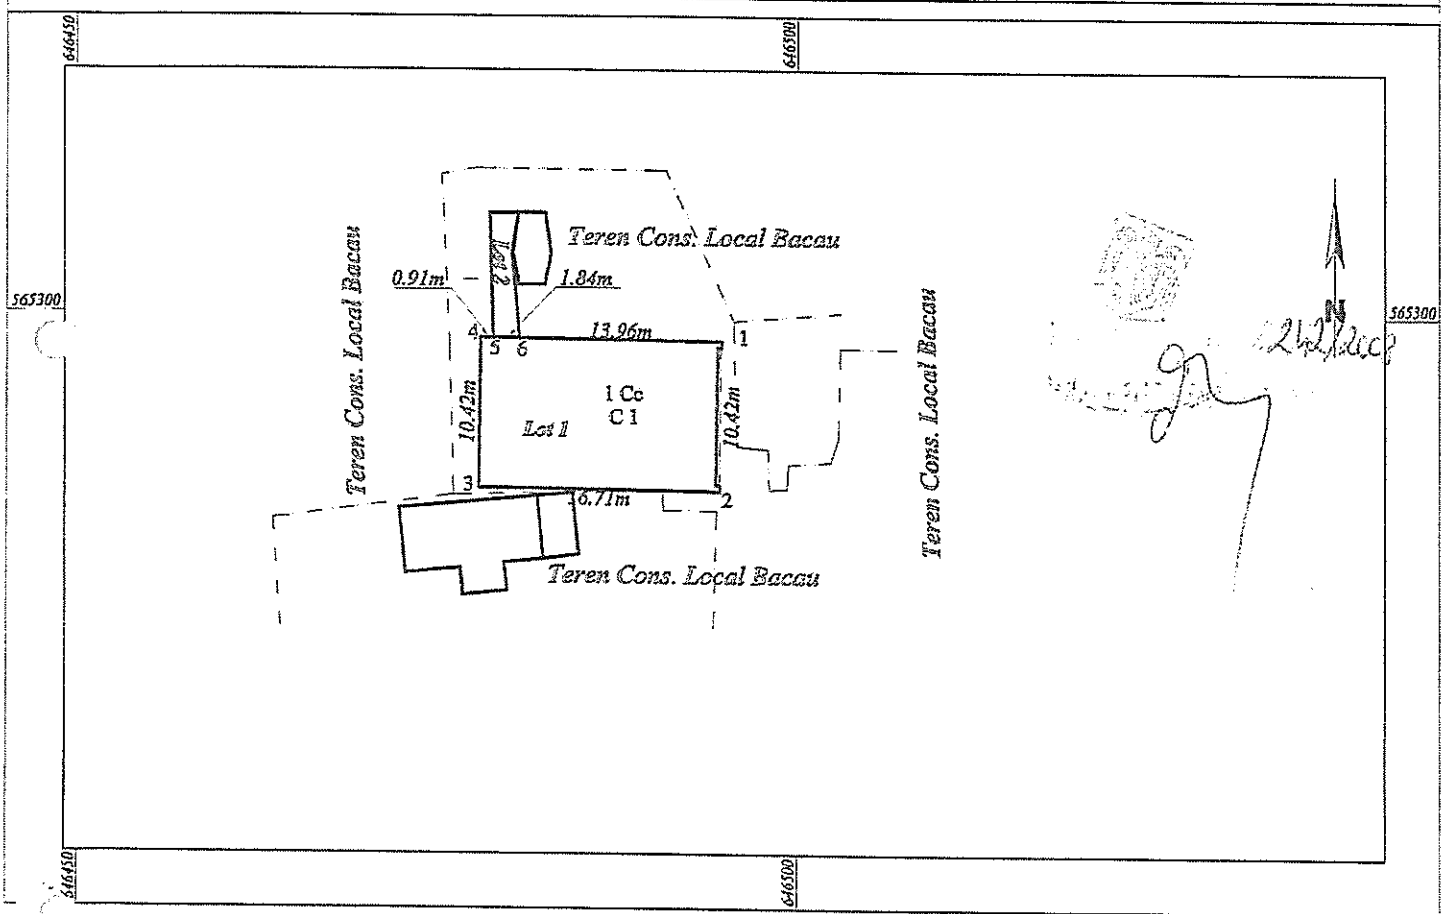 646450
646500
Teren Cons. Local Bacau
Lot 2
0.91m
1.84m
Teren Cons. Local Bacau
565300
565300
N
4
5
6
13.96m
1
1 Cc
C 1
Lot 1
10.42m
10.42m
Teren Cons. Local Bacau
3
16.71m
2
Teren Cons. Local Bacau
646450
646500